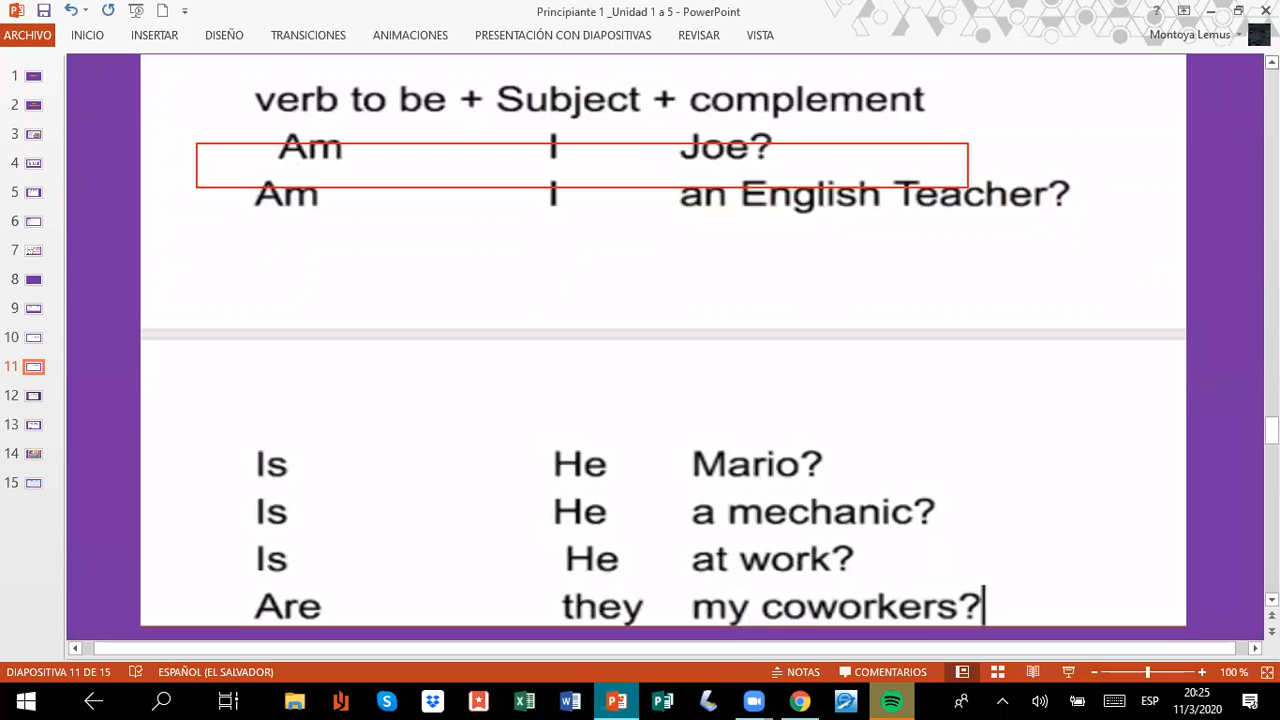 Principiante 1 _Unidad 1 a 5 - PowerPoint
?
ARCHIVO INICIO INSERTAR DISEÑO TRANSICIONES ANIMACIONES PRESENTACIÓN CON DIAPOSITIVAS REVISAR VISTA Montoya Lemus
verb to be + Subject + complement
Am I Joe?
Am I an English Teacher?
Is He Mario?
Is He a mechanic?
Is He at work?
Are they my coworkers?
1
2
3
4
5
6
7
8
9
10
11
12
13
14
15
DIAPOSITIVA 11 DE 15 ESPAÑOL (EL SALVADOR) NOTAS COMENTARIOS 100 %
ESP
20:25
11/3/2020